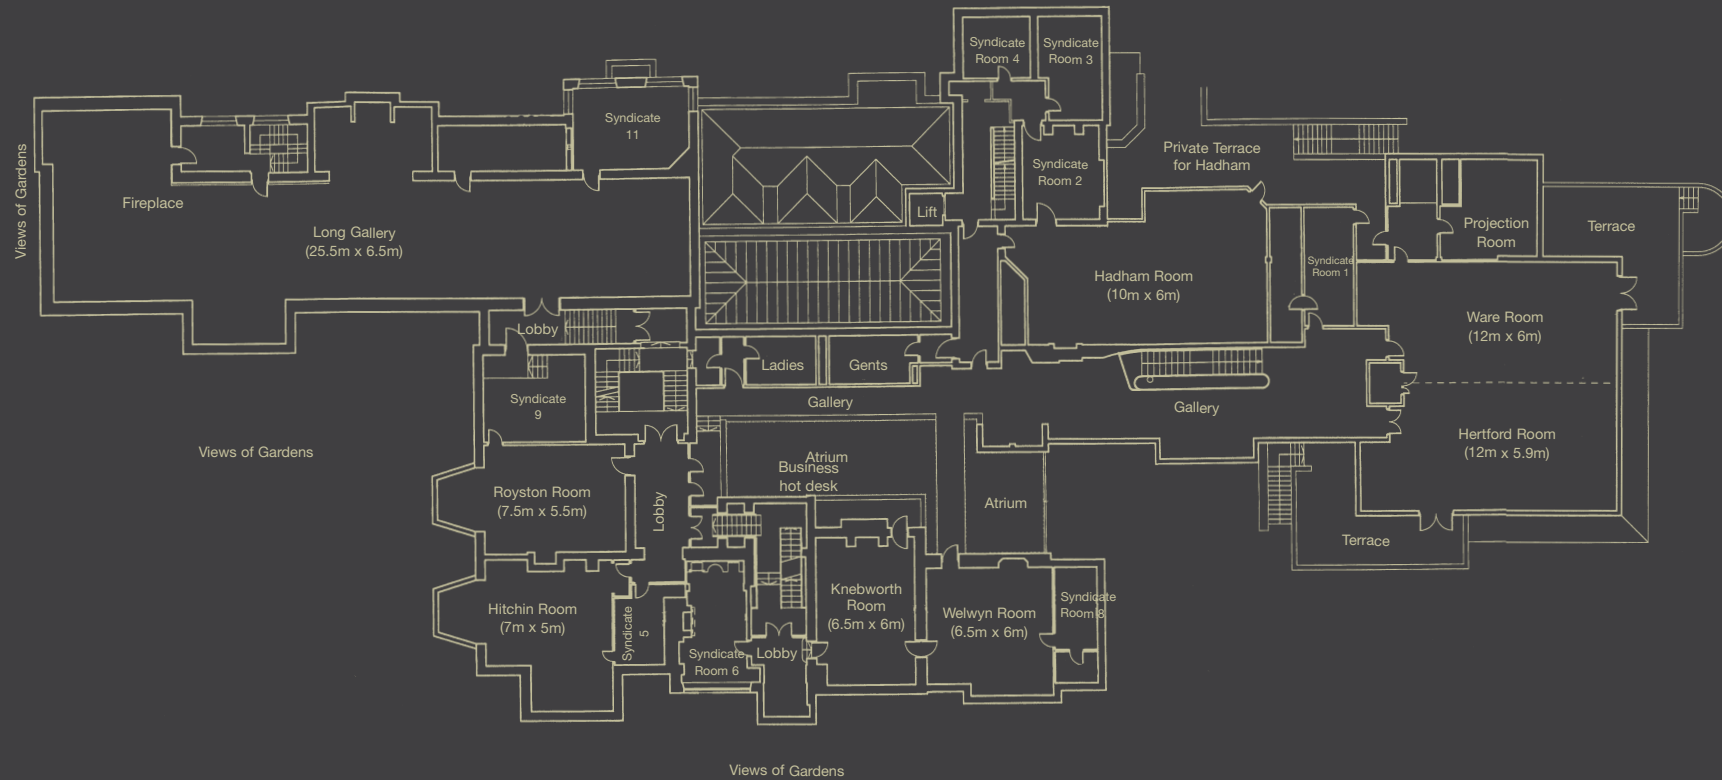 Syndicate
Room 4
Syndicate
Room 3
Syndicate
11
Private Terrace
for Hadham
Syndicate
Room 2
Views of Gardens
Fireplace
Lift
Long Gallery
(25.5m x 6.5m)
Projection
Room
Terrace
Syndicate
Room 1
Hadham Room
(10m x 6m)
Ware Room
(12m x 6m)
Lobby
Ladies
Gents
Syndicate
9
Gallery
Gallery
Hertford Room
(12m x 5.9m)
Views of Gardens
Atrium
Business
hot desk
Royston Room
(7.5m x 5.5m)
Lobby
Atrium
Terrace
Knebworth
Room
(6.5m x 6m)
Syndicate
Room 8
Hitchin Room
(7m x 5m)
Syndicate
5
Welwyn Room
(6.5m x 6m)
Syndicate
Room 6
Lobby
Views of Gardens